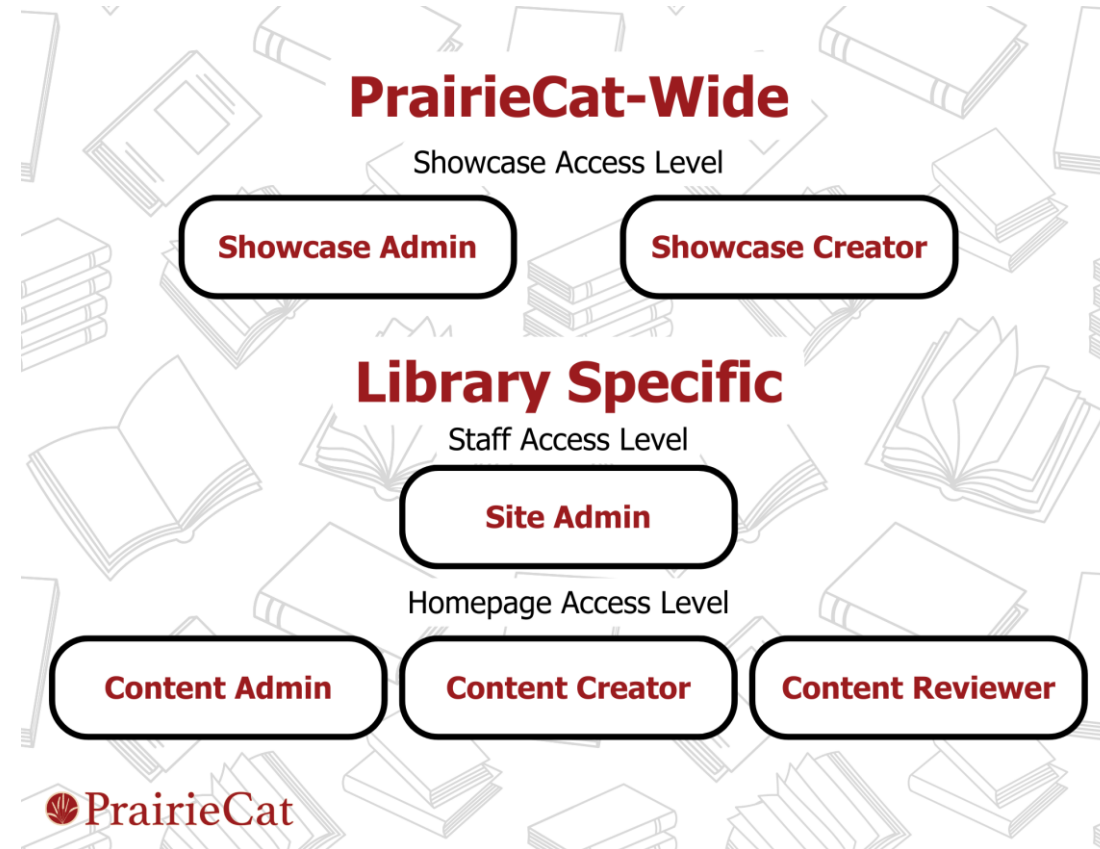 PrairieCat-Wide
Showcase Access Level
Showcase Admin
Showcase Creator
Library Specific
Staff Access Level
Site Admin
Homepage Access Level
Content Admin
Content Creator
Content Reviewer
PrairieCat